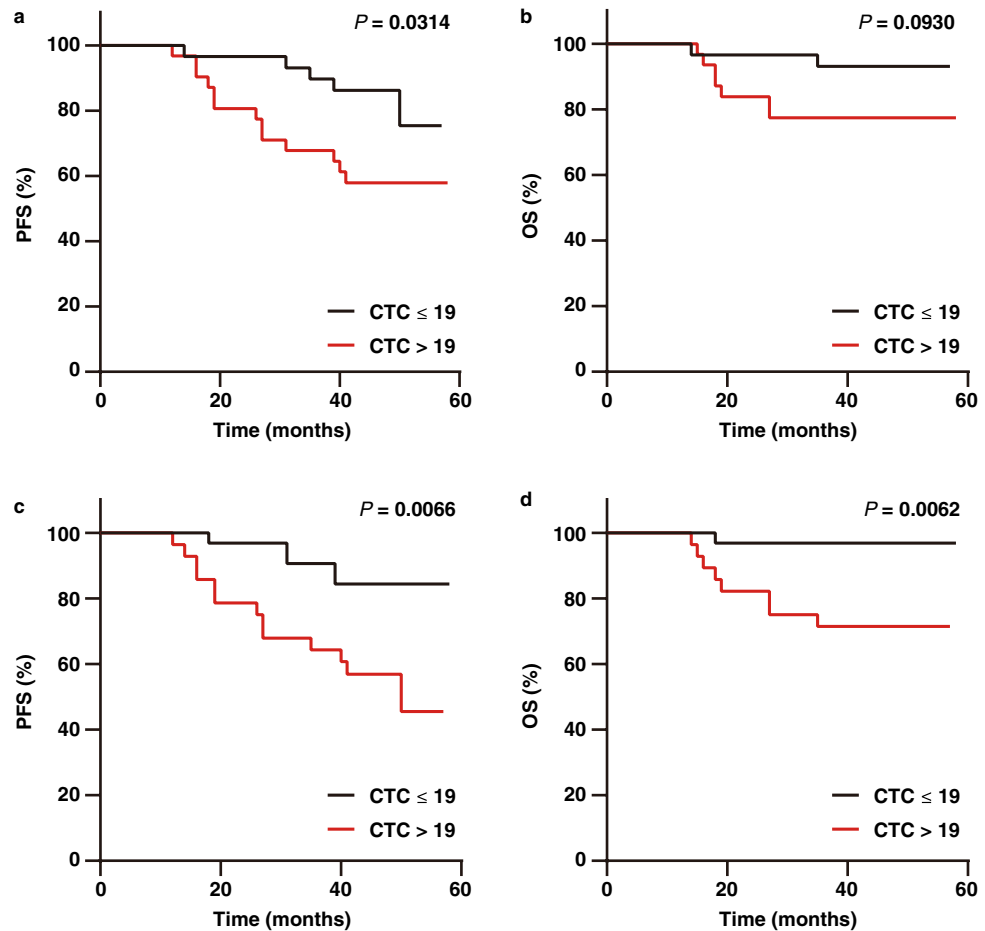 a
P = 0.0314
100
80
60
40
20
0
PFS (%)
CTC ≤ 19
CTC > 19
0 20 40 60
Time (months)
b
P = 0.0930
100
80
60
40
20
0
OS (%)
CTC ≤ 19
CTC > 19
0 20 40 60
Time (months)
c
P = 0.0066
100
80
60
40
20
0
PFS (%)
CTC ≤ 19
CTC > 19
0 20 40 60
Time (months)
d
P = 0.0062
100
80
60
40
20
0
OS (%)
CTC ≤ 19
CTC > 19
0 20 40 60
Time (months)